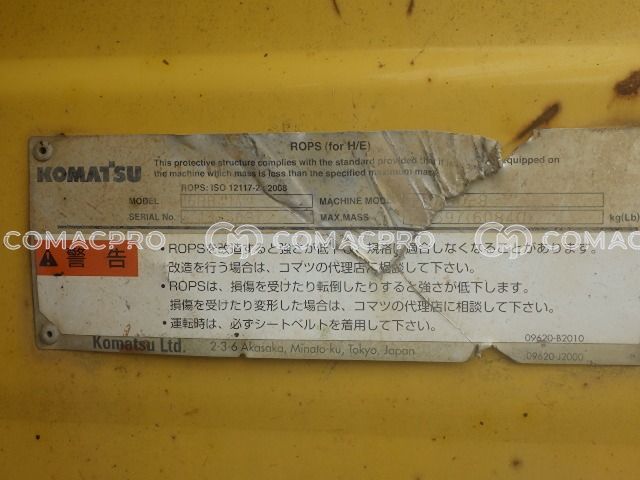 ROPS (for H/E)
This protective structure complies with the standard provided that it is equipped on
KOMATSU
the machine which mass is less than the specified maximum mass
ROPS: ISO 12117-2 : 2008
MODEL MACHINE MODEL
SERIAL No. MAX.MASS kg(Lb)
COMACPRO COMACPRO COMACPRO COMACPRO
警告
• ROPSを改造すると強さが低下し、規格に適合しなくなることがあります。
改造を行う場合は、コマツの代理店に相談して下さい。
• ROPSは、損傷を受けたり転倒したりすると強さが低下します。
損傷を受けたり変形した場合は、コマツの代理店に相談して下さい。
• 運転時は、必ずシートベルトを着用して下さい。
09620-B2010
Komatsu Ltd. 2-3-6 Akasaka, Minato-ku, Tokyo, Japan
09620-J2000